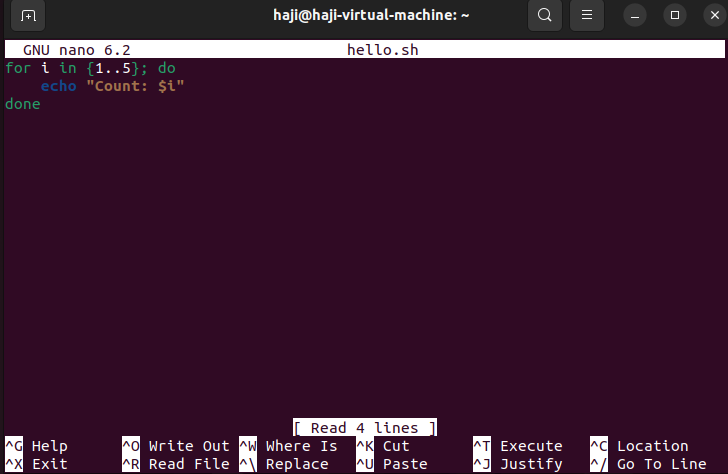 haji@haji-virtual-machine: ~
GNU nano 6.2 hello.sh
for i in {1..5}; do
    echo "Count: $i"
done
[ Read 4 lines ]
^G Help ^O Write Out ^W Where Is ^K Cut ^T Execute ^C Location
^X Exit ^R Read File ^\ Replace ^U Paste ^J Justify ^/ Go To Line